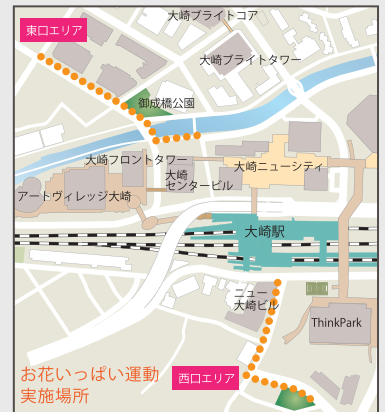 大崎ブライトコア
東口エリア
大崎ブライトタワー
御成橋公園
大崎フロントタワー
大崎ニューシティ
大崎
センタービル
アートヴィレッジ大崎
大崎駅
ニュー
大崎ビル
ThinkPark
お花いっぱい運動
実施場所
西口エリア